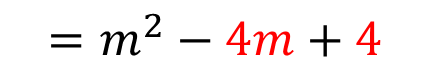 = m² − 4m + 4